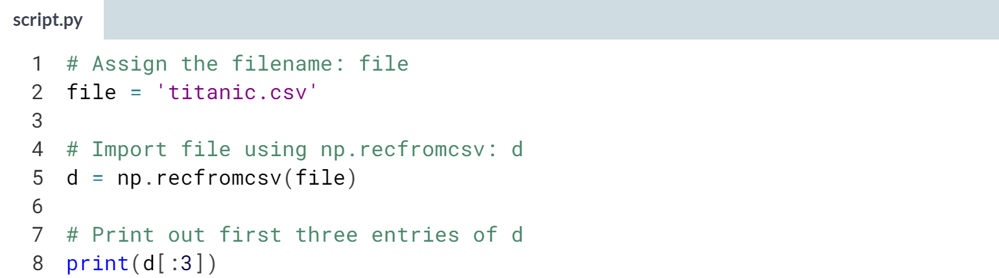 script.py
1 # Assign the filename: file
2 file = 'titanic.csv'
3
4 # Import file using np.recfromcsv: d
5 d = np.recfromcsv(file)
6
7 # Print out first three entries of d
8 print(d[:3])